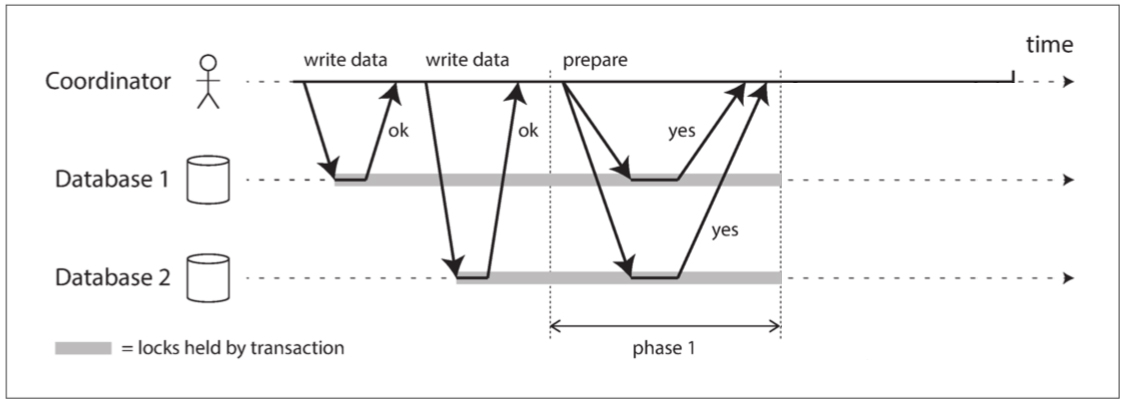 time
write data
write data
prepare
Coordinator
ok
ok
yes
Database 1
yes
Database 2
= locks held by transaction
phase 1